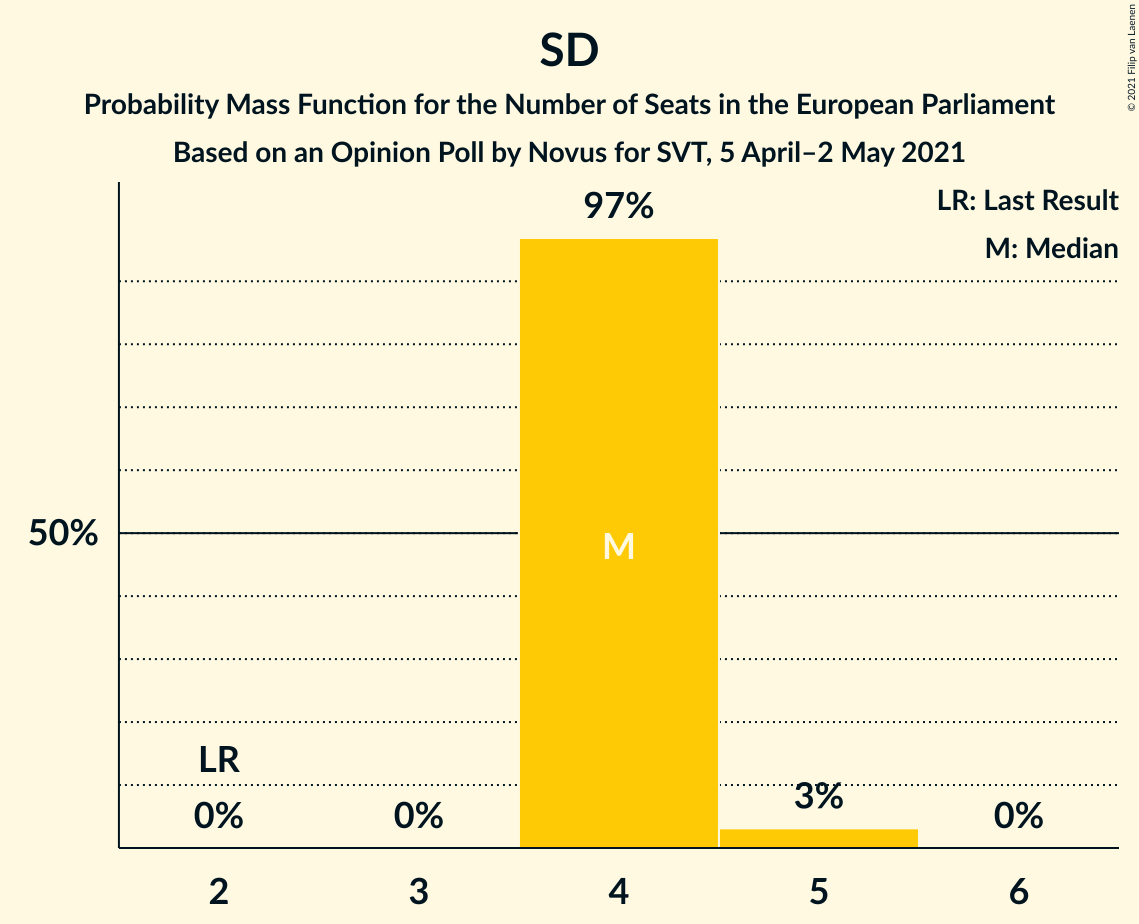 SD
Probability Mass Function for the Number of Seats in the European Parliament
Based on an Opinion Poll by Novus for SVT, 5 April–2 May 2021
© 2021 Filip van Laenen
LR: Last Result
M: Median
97%
50%
M
LR
0%
0%
3%
0%
2
3
4
5
6